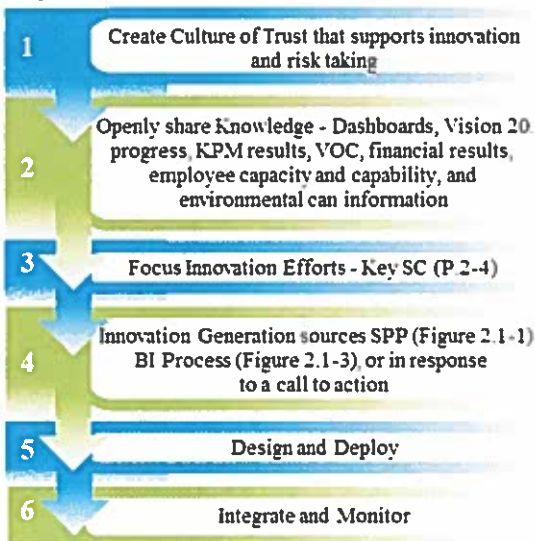 1
Create Culture of Trust that supports innovation
and risk taking
2
Openly share Knowledge - Dashboards, Vision 20
progress, KPM results, VOC, financial results,
employee capacity and capability, and
environmental can information
3
Focus Innovation Efforts - Key SC (P.2-4)
4
Innovation Generation sources SPP (Figure 2.1-1)
BI Process (Figure 2.1-3), or in response
to a call to action
5
Design and Deploy
6
Integrate and Monitor